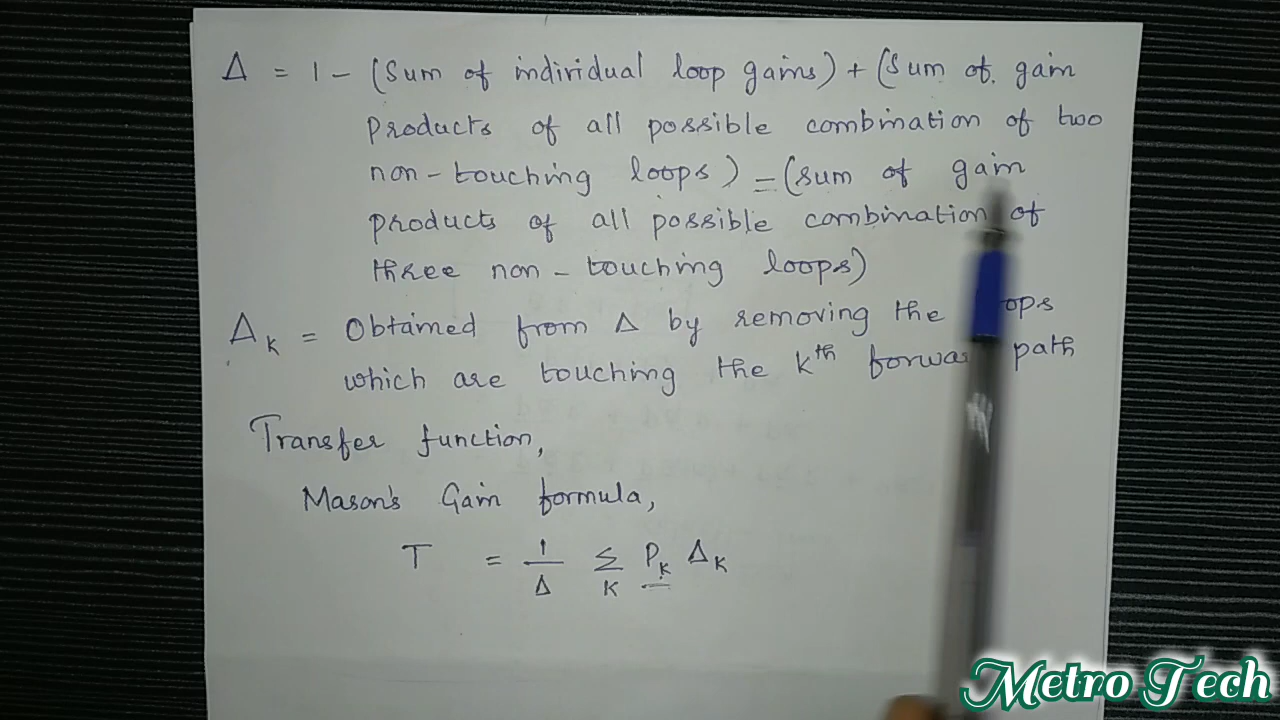 Δ = 1 - (Sum of individual loop gains) + (Sum of. gain
Products of all possible combination of two
non-touching loops) - (sum of gain
products of all possible combination of
three non-touching loops)
Δk = Obtained from Δ by removing the
which are touching the Kth path
Transfer function,
Mason's Gain formula,
T = 1/Δ Σk Pk Δk
Metro Tech